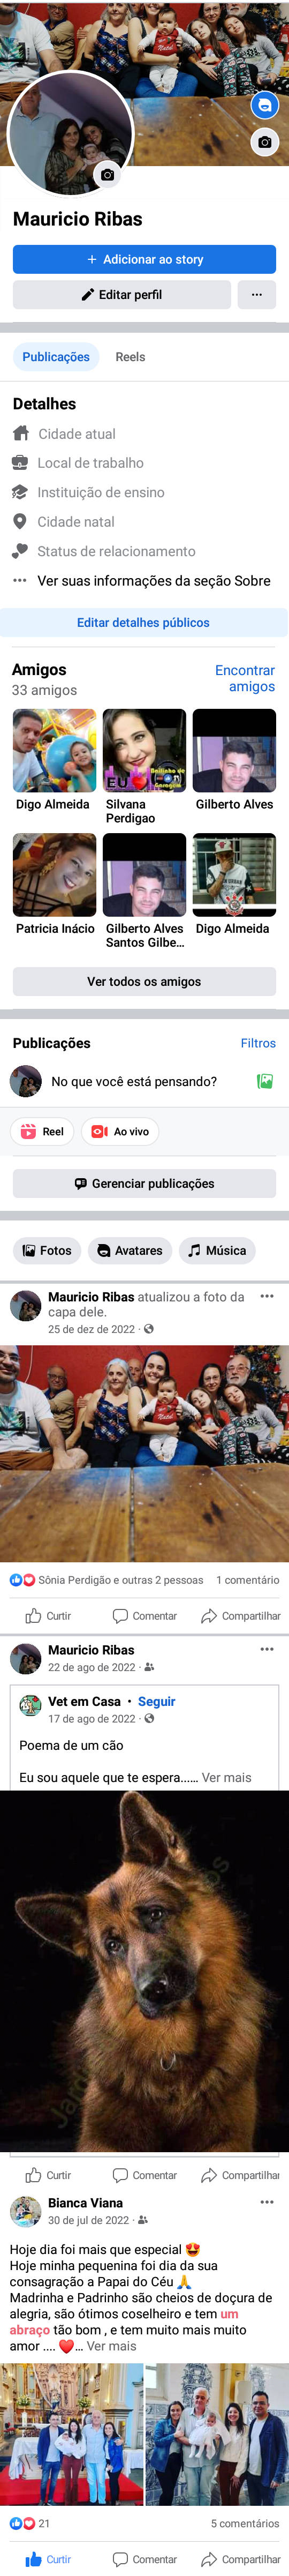 Mauricio Ribas
+ Adicionar ao story
Editar perfil
Publicações Reels
Detalhes
Cidade atual
Local de trabalho
Instituição de ensino
Cidade natal
Status de relacionamento
Ver suas informações da seção Sobre
Editar detalhes públicos
Amigos
33 amigos
Encontrar
amigos
Digo Almeida
Silvana
Perdigao
Gilberto Alves
Patricia Inácio
Gilberto Alves
Santos Gilbe...
Digo Almeida
Ver todos os amigos
Publicações
Filtros
No que você está pensando?
Reel
Ao vivo
Gerenciar publicações
Fotos
Avatares
Música
Mauricio Ribas atualizou a foto da
capa dele.
25 de dez de 2022 ·
Sônia Perdigão e outras 2 pessoas 1 comentário
Curtir Comentar Compartilhar
Mauricio Ribas
22 de ago de 2022 ·
Vet em Casa • Seguir
17 de ago de 2022 ·
Poema de um cão
Eu sou aquele que te espera...... Ver mais
Curtir Comentar Compartilhar
Bianca Viana
30 de jul de 2022 ·
Hoje dia foi mais que especial 😍
Hoje minha pequenina foi dia da sua
consagração a Papai do Céu 🙏
Madrinha e Padrinho são cheios de doçura de
alegria, são ótimos coselheiro e tem um
abraço tão bom , e tem muito mais muito
amor .... ❤️... Ver mais
21
5 comentários
Curtir Comentar Compartilhar